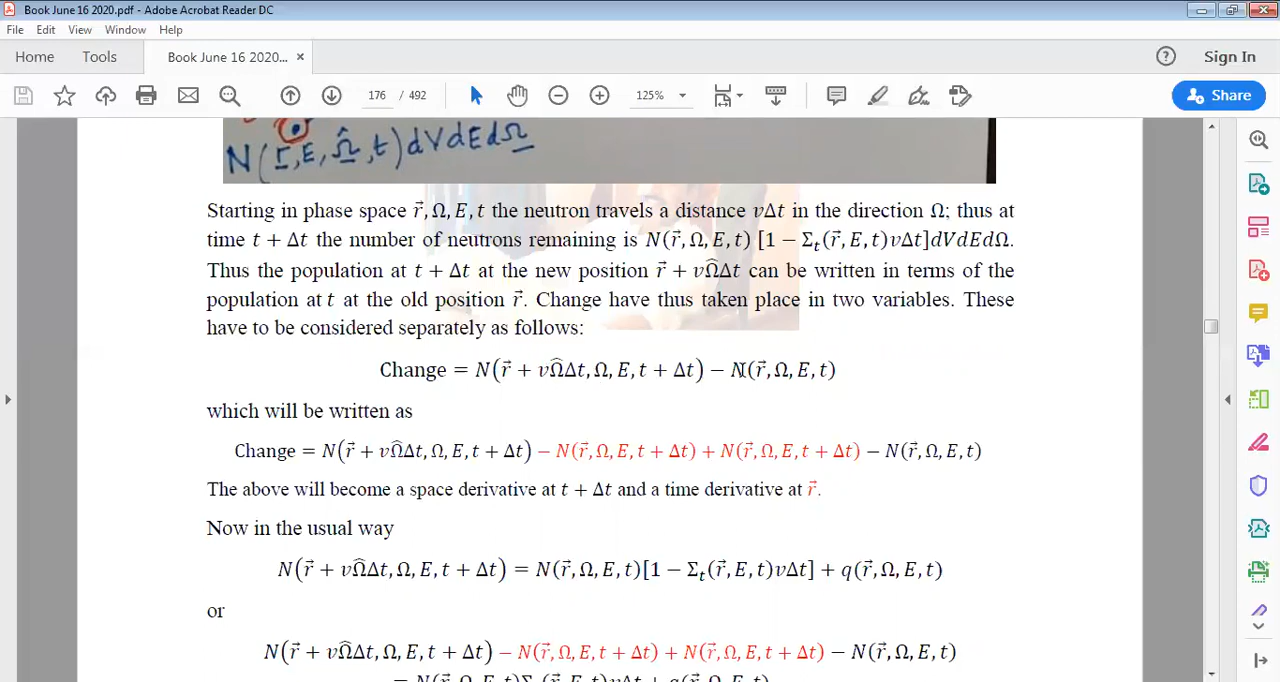 Book June 16 2020.pdf - Adobe Acrobat Reader DC
File Edit View Window Help
Home Tools Book June 16 2020... × Sign In
176 / 492 125% Share
N(r, E, Ω̂, t) dV dE dΩ
Starting in phase space r⃗, Ω, E, t the neutron travels a distance vΔt in the direction Ω; thus at
time t + Δt the number of neutrons remaining is N(r⃗, Ω, E, t) [1 − Σₜ(r⃗, E, t)vΔt]dVdEdΩ.
Thus the population at t + Δt at the new position r⃗ + vΩ̂Δt can be written in terms of the
population at t at the old position r⃗. Change have thus taken place in two variables. These
have to be considered separately as follows:
Change = N(r⃗ + vΩ̂Δt, Ω, E, t + Δt) − N(r⃗, Ω, E, t)
which will be written as
Change = N(r⃗ + vΩ̂Δt, Ω, E, t + Δt) − N(r⃗, Ω, E, t + Δt) + N(r⃗, Ω, E, t + Δt) − N(r⃗, Ω, E, t)
The above will become a space derivative at t + Δt and a time derivative at r⃗.
Now in the usual way
N(r⃗ + vΩ̂Δt, Ω, E, t + Δt) = N(r⃗, Ω, E, t)[1 − Σₜ(r⃗, E, t)vΔt] + q(r⃗, Ω, E, t)
or
N(r⃗ + vΩ̂Δt, Ω, E, t + Δt) − N(r⃗, Ω, E, t + Δt) + N(r⃗, Ω, E, t + Δt) − N(r⃗, Ω, E, t)